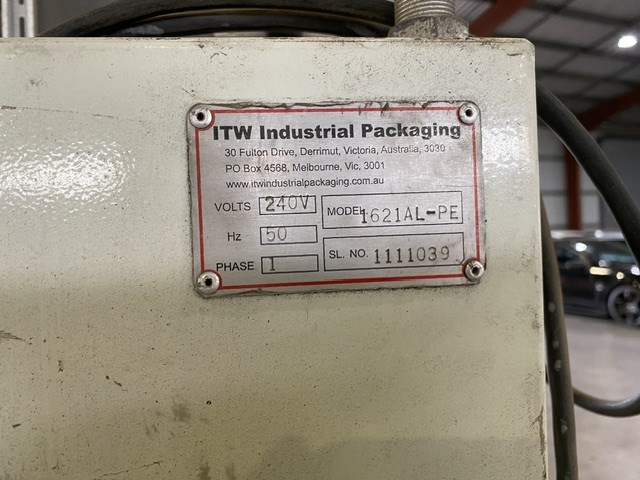 ITW Industrial Packaging
30 Fulton Drive, Derrimut, Victoria, Australia, 3030
PO Box 4568, Melbourne, Vic, 3001
www.itwindustrialpackaging.com.au
VOLTS 240V MODEL 1621AL-PE
Hz 50
PHASE 1 SL. NO. 1111039